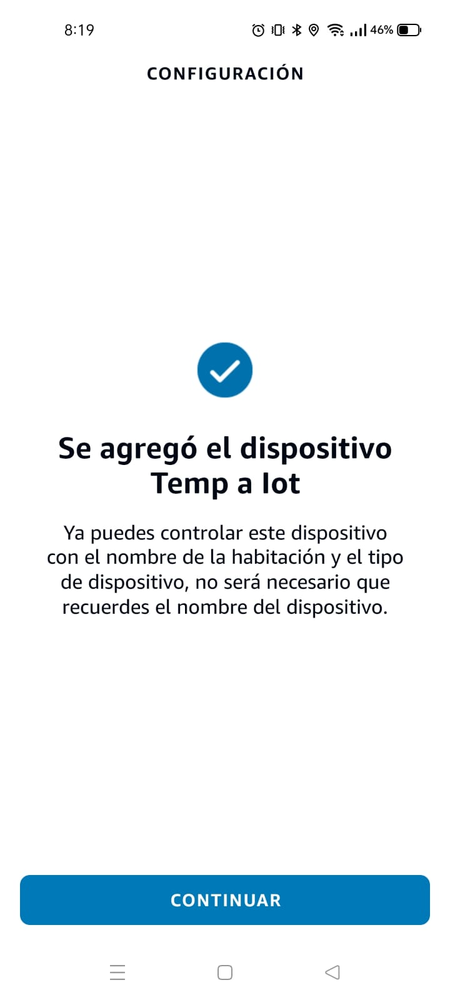 8:19
46%
CONFIGURACIÓN
Se agregó el dispositivo
Temp a Iot
Ya puedes controlar este dispositivo
con el nombre de la habitación y el tipo
de dispositivo, no será necesario que
recuerdes el nombre del dispositivo.
CONTINUAR